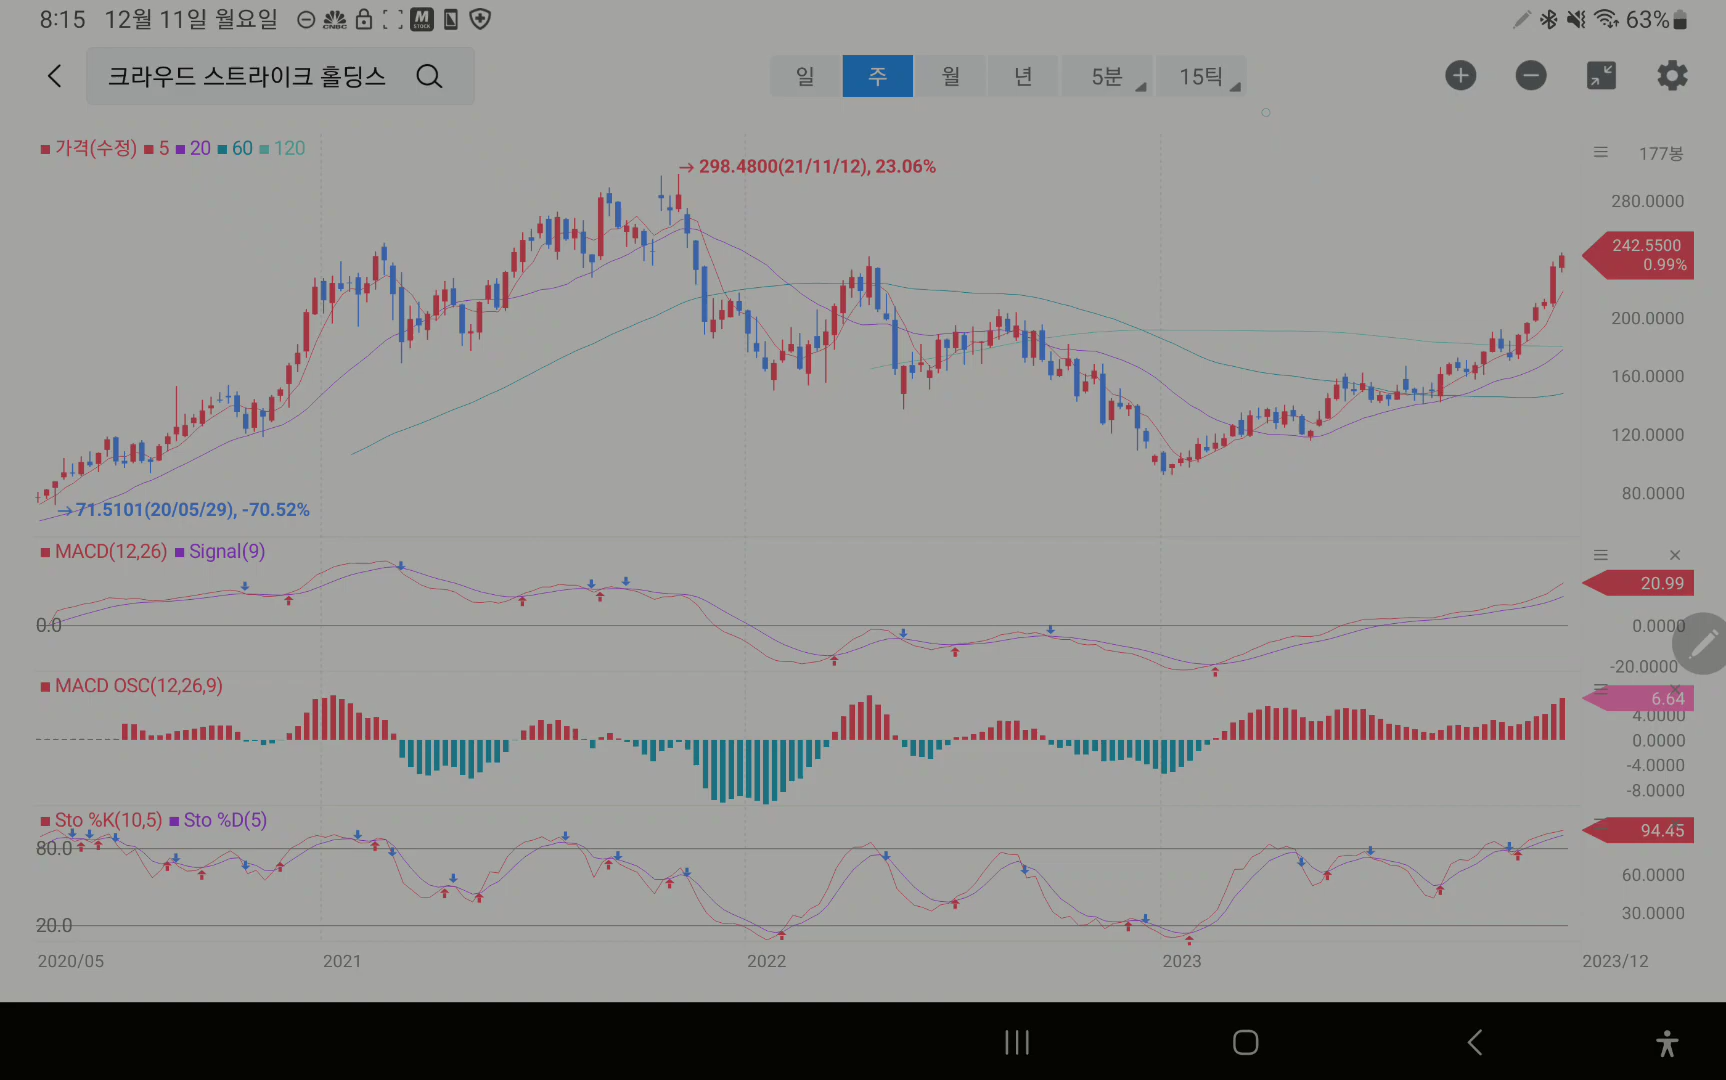 8:15 12월 11일 월요일 CNBC M STOCK 63%
크라우드 스트라이크 홀딩스 일 주 월 년 5분 15틱
가격(수정) 5 20 60 120
177봉
→298.4800(21/11/12), 23.06%
280.0000
242.5500
0.99%
200.0000
160.0000
120.0000
80.0000
→71.5101(20/05/29), -70.52%
MACD(12,26) Signal(9)
20.99
0.0 0.0000
-20.0000
MACD OSC(12,26,9)
6.64
4.0000
0.0000
-4.0000
-8.0000
Sto %K(10,5) Sto %D(5)
94.45
80.0
60.0000
30.0000
20.0
2020/05 2021 2022 2023 2023/12